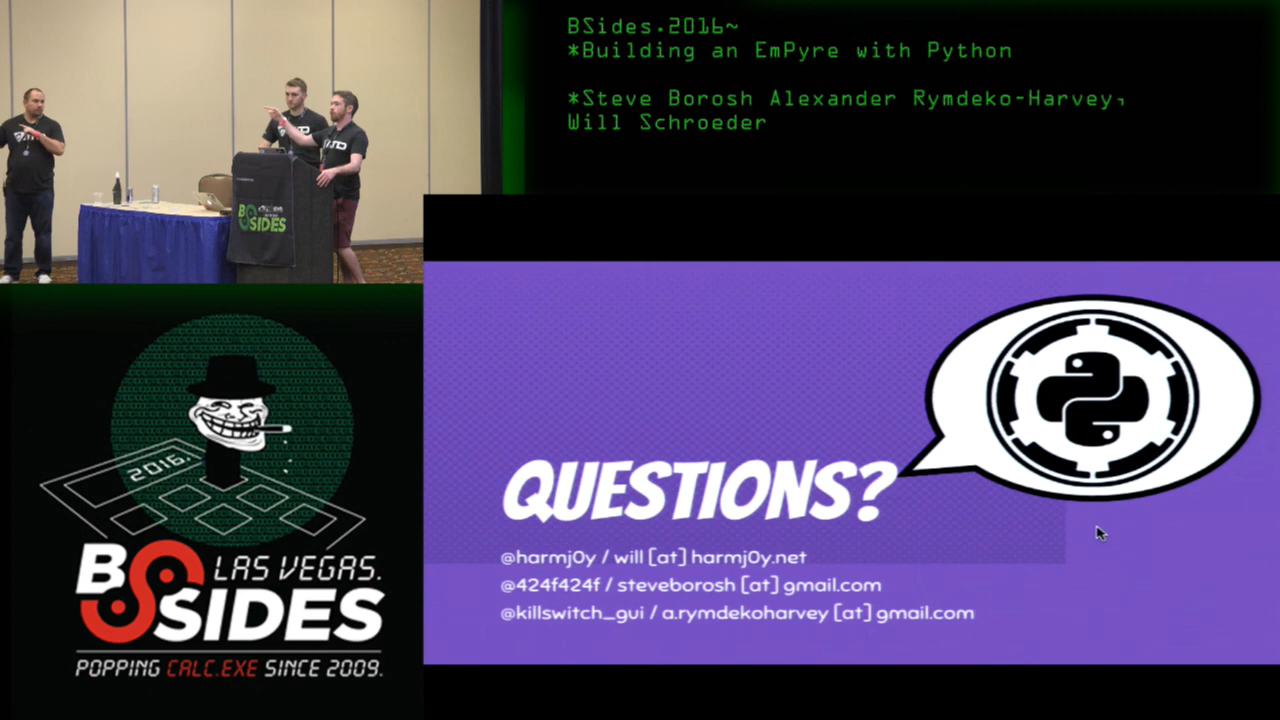 BSides.2016~
*Building an EmPyre with Python
*Steve Borosh Alexander Rymdeko-Harvey,
Will Schroeder
BSIDES
2016.
BSIDES
LAS VEGAS.
POPPING CALC.EXE SINCE 2009.
QUESTIONS?
@harmj0y / will [at] harmj0y.net
@424f424f / steveborosh [at] gmail.com
@killswitch_gui / a.rymdekoharvey [at] gmail.com